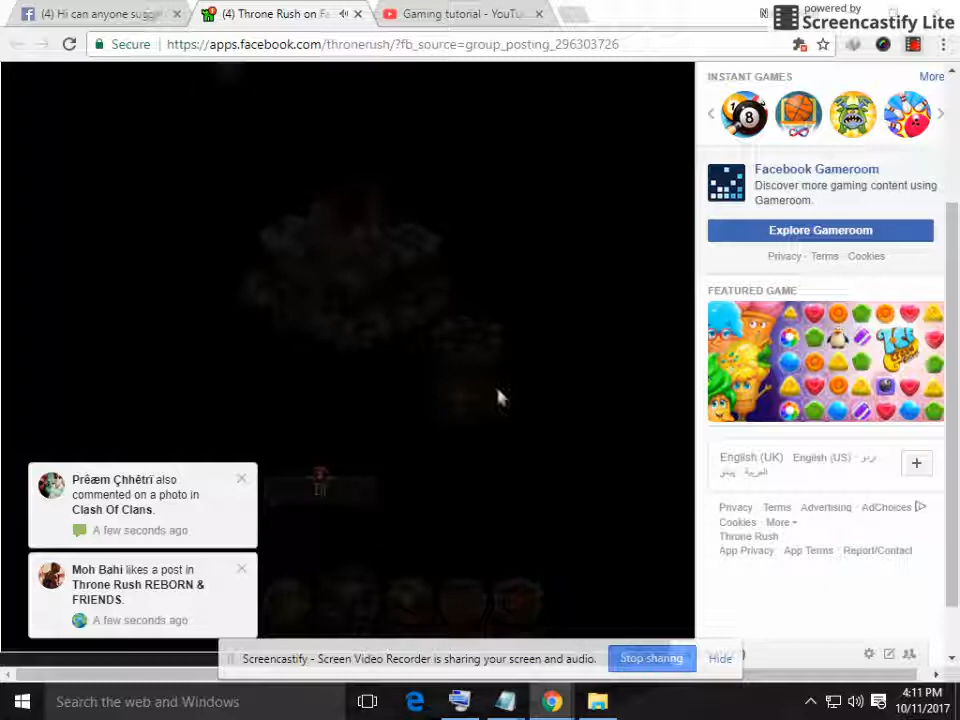 (4) Hi can anyone sugg
(4) Throne Rush on Fa
Gaming tutorial - YouTu
powered by
Screencastify Lite
Secure
https://apps.facebook.com/thronerush/?fb_source=group_posting_296303726
INSTANT GAMES
More
8
Facebook Gameroom
Discover more gaming content using
Gameroom.
Explore Gameroom
Privacy · Terms · Cookies
FEATURED GAME
English (UK) English (US) · اردو
پښتو العربية
Privacy Terms Advertising AdChoices
Cookies More
Throne Rush
App Privacy App Terms Report/Contact
Prêæm Çhhêtrï also
commented on a photo in
Clash Of Clans.
A few seconds ago
Moh Bahi likes a post in
Throne Rush REBORN &
FRIENDS.
A few seconds ago
Screencastify - Screen Video Recorder is sharing your screen and audio.
Stop sharing
Hide
Search the web and Windows
4:11 PM
10/11/2017